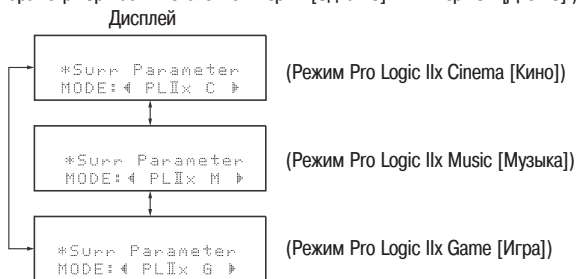 Дисплей
*Surr Parameter
MODE:◀ PLⅡx C ▶
(Режим Pro Logic IIx Cinema [Кино])
*Surr Parameter
MODE:◀ PLⅡx M ▶
(Режим Pro Logic IIx Music [Музыка])
*Surr Parameter
MODE:◀ PLⅡx G ▶
(Режим Pro Logic IIx Game [Игра])